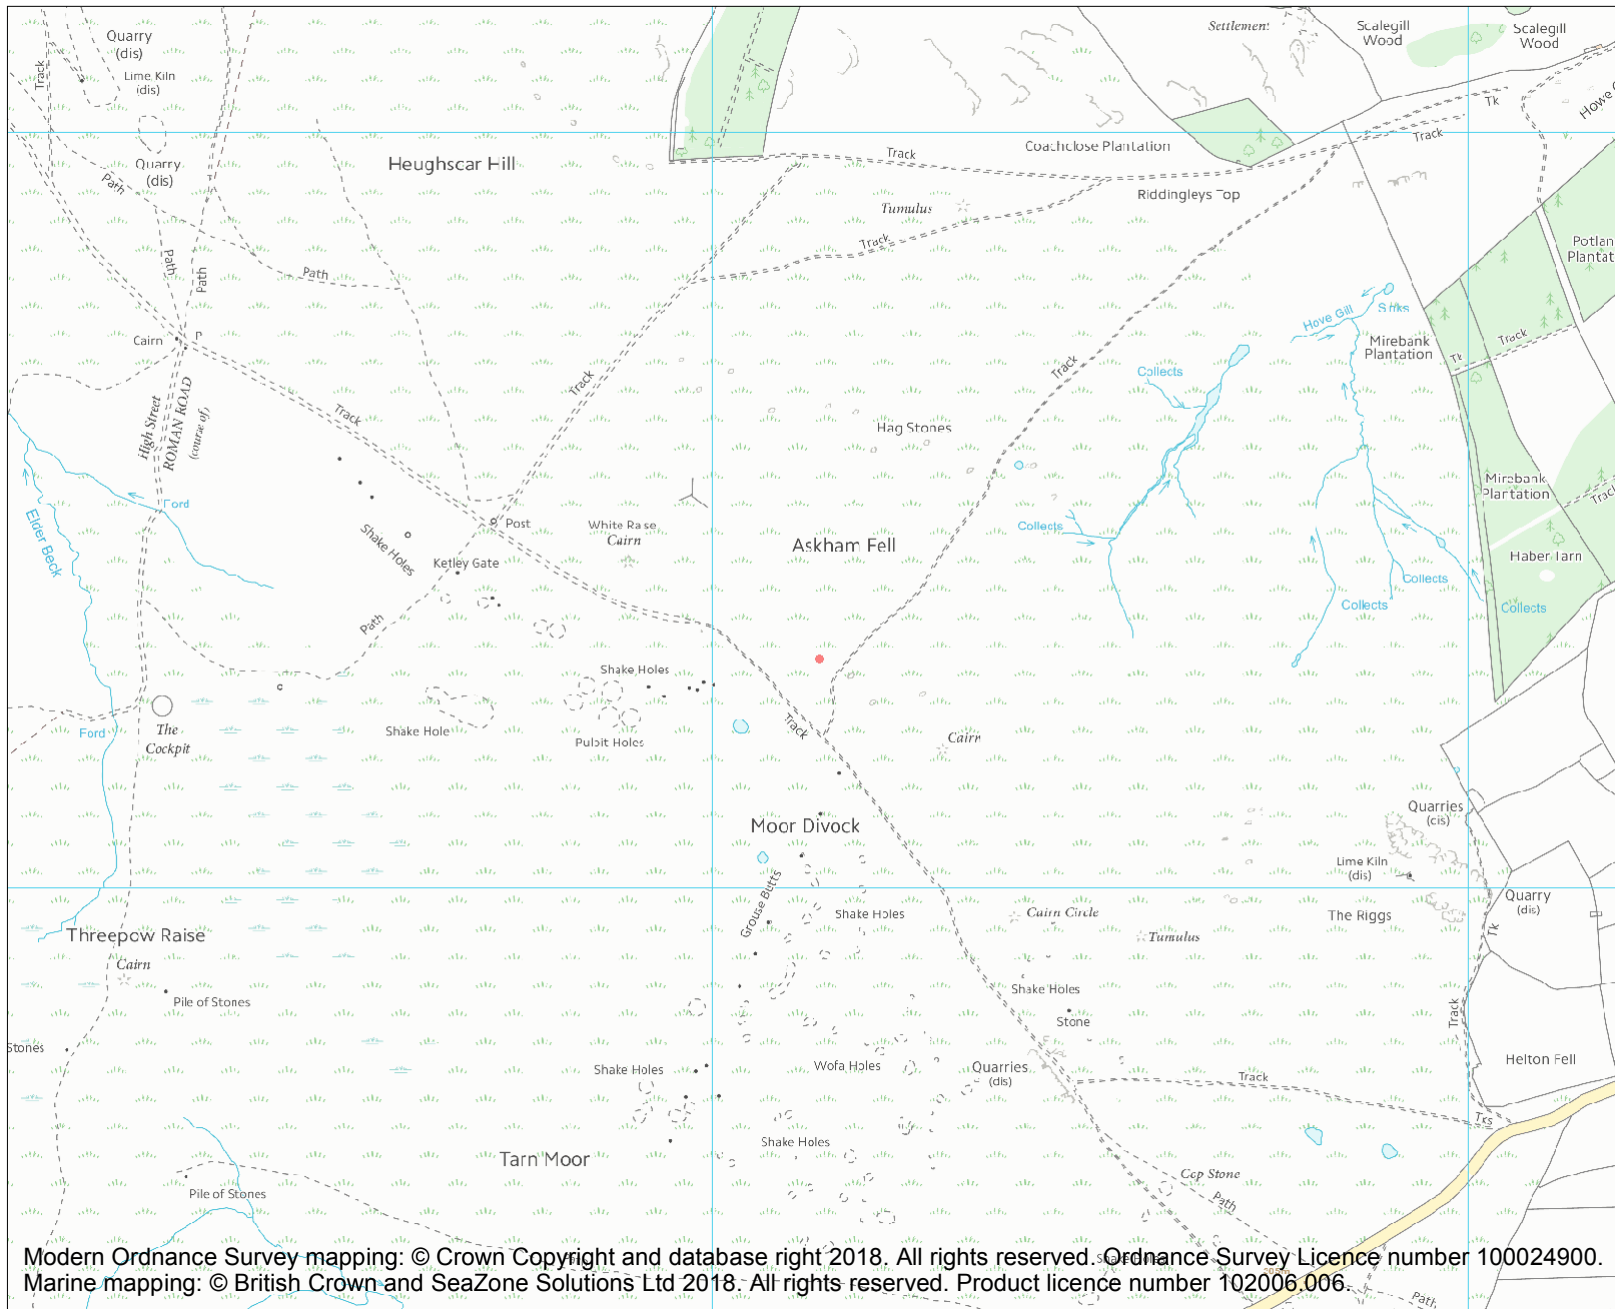 Quarry
(dis)
Lime Kiln
(dis)
Track
Settlement
Scalegill
Wood
Scalegill
Wood
Tk
Track
Quarry
(dis)
Path
Heughscar Hill
Track
Coachclose Plantation
Riddingleys Top
Tumulus
Track
Path
Path
Path
Cairn
P
Hove Gill
Sinks
Mirebank
Plantation
Tk
Track
Track
Track
Collects
High Street
ROMAN ROAD
(course of)
Track
Hag Stones
Ford
Elder Beck
Shake Holes
Post
Ketley Gate
White Raise
Cairn
Askham Fell
Collects
Mirebank
Plantation
Haber Tarn
Collects
Collects
Collects
Path
Shake Holes
The
Cockpit
Ford
Shake Hole
Pulpit Holes
Track
Cairn
Moor Divock
Quarries
(dis)
Lime Kiln
(dis)
Grouse Butts
Shake Holes
Cairn Circle
Tumulus
The Riggs
Quarry
(dis)
Tk
Threepow Raise
Cairn
Pile of Stones
Stones
Shake Holes
Stone
Track
Shake Holes
Wofa Holes
Quarries
(dis)
Helton Fell
Track
Tks
Shake Holes
Tarn Moor
Cop Stone
Path
Pile of Stones
Modern Ordnance Survey mapping: © Crown Copyright and database right 2018. All rights reserved. Ordnance Survey Licence number 100024900.
Marine mapping: © British Crown and SeaZone Solutions Ltd 2018. All rights reserved. Product licence number 102006.006.
Path